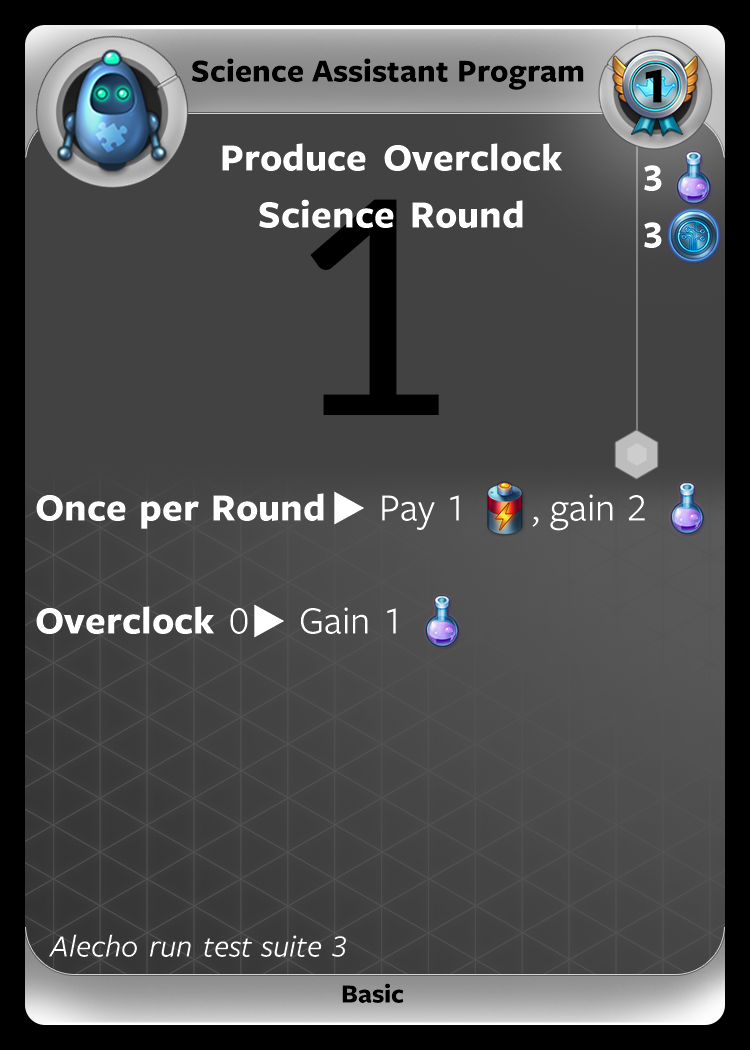 Science Assistant Program
1
Produce Overclock
Science Round
3
3
1
Once per Round▶ Pay 1 , gain 2
Overclock 0▶ Gain 1
Alecho run test suite 3
Basic